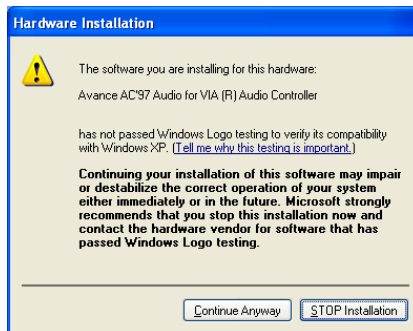 Hardware Installation
The software you are installing for this hardware:
Avance AC'97 Audio for VIA (R) Audio Controller
has not passed Windows Logo testing to verify its compatibility
with Windows XP. (Tell me why this testing is important.)
Continuing your installation of this software may impair
or destabilize the correct operation of your system
either immediately or in the future. Microsoft strongly
recommends that you stop this installation now and
contact the hardware vendor for software that has
passed Windows Logo testing.
Continue Anyway
STOP Installation